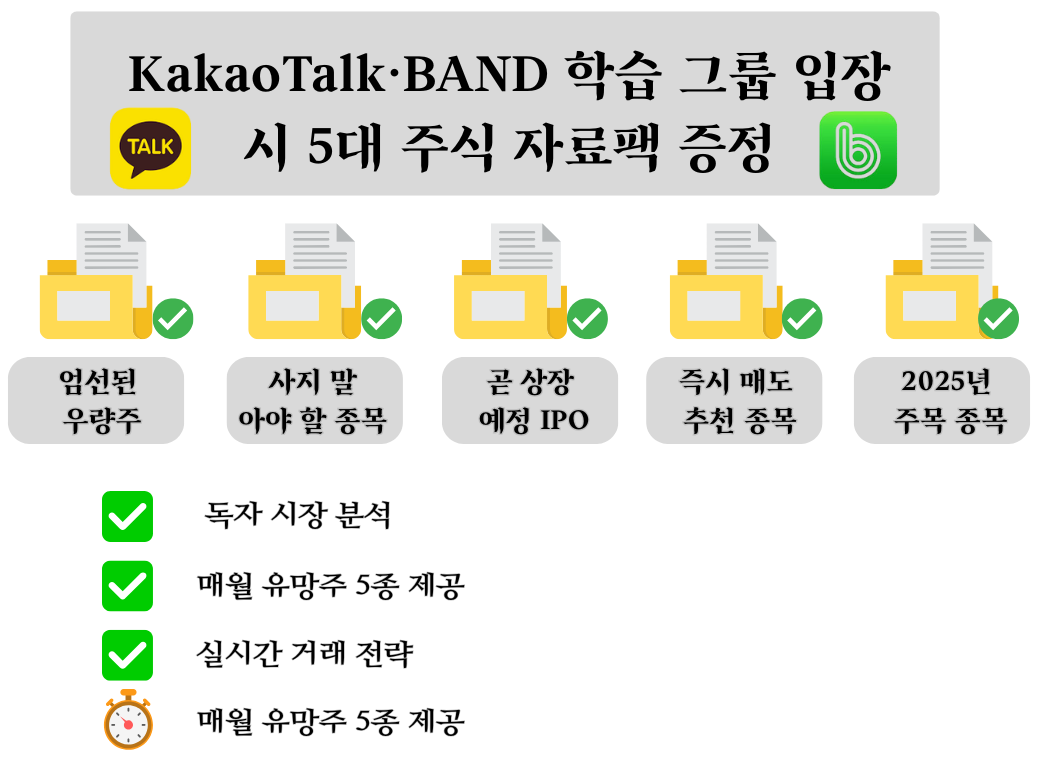 KakaoTalk·BAND 학습 그룹 입장
시 5대 주식 자료팩 증정
TALK
엄선된
우량주
사지 말
아야 할 종목
곧 상장
예정 IPO
즉시 매도
추천 종목
2025년
주목 종목
독자 시장 분석
매월 유망주 5종 제공
실시간 거래 전략
매월 유망주 5종 제공